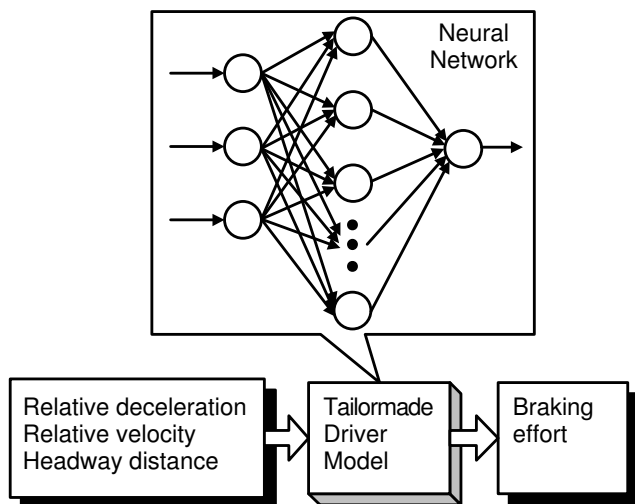 Neural
Network
Relative deceleration
Relative velocity
Headway distance
Tailormade
Driver
Model
Braking
effort